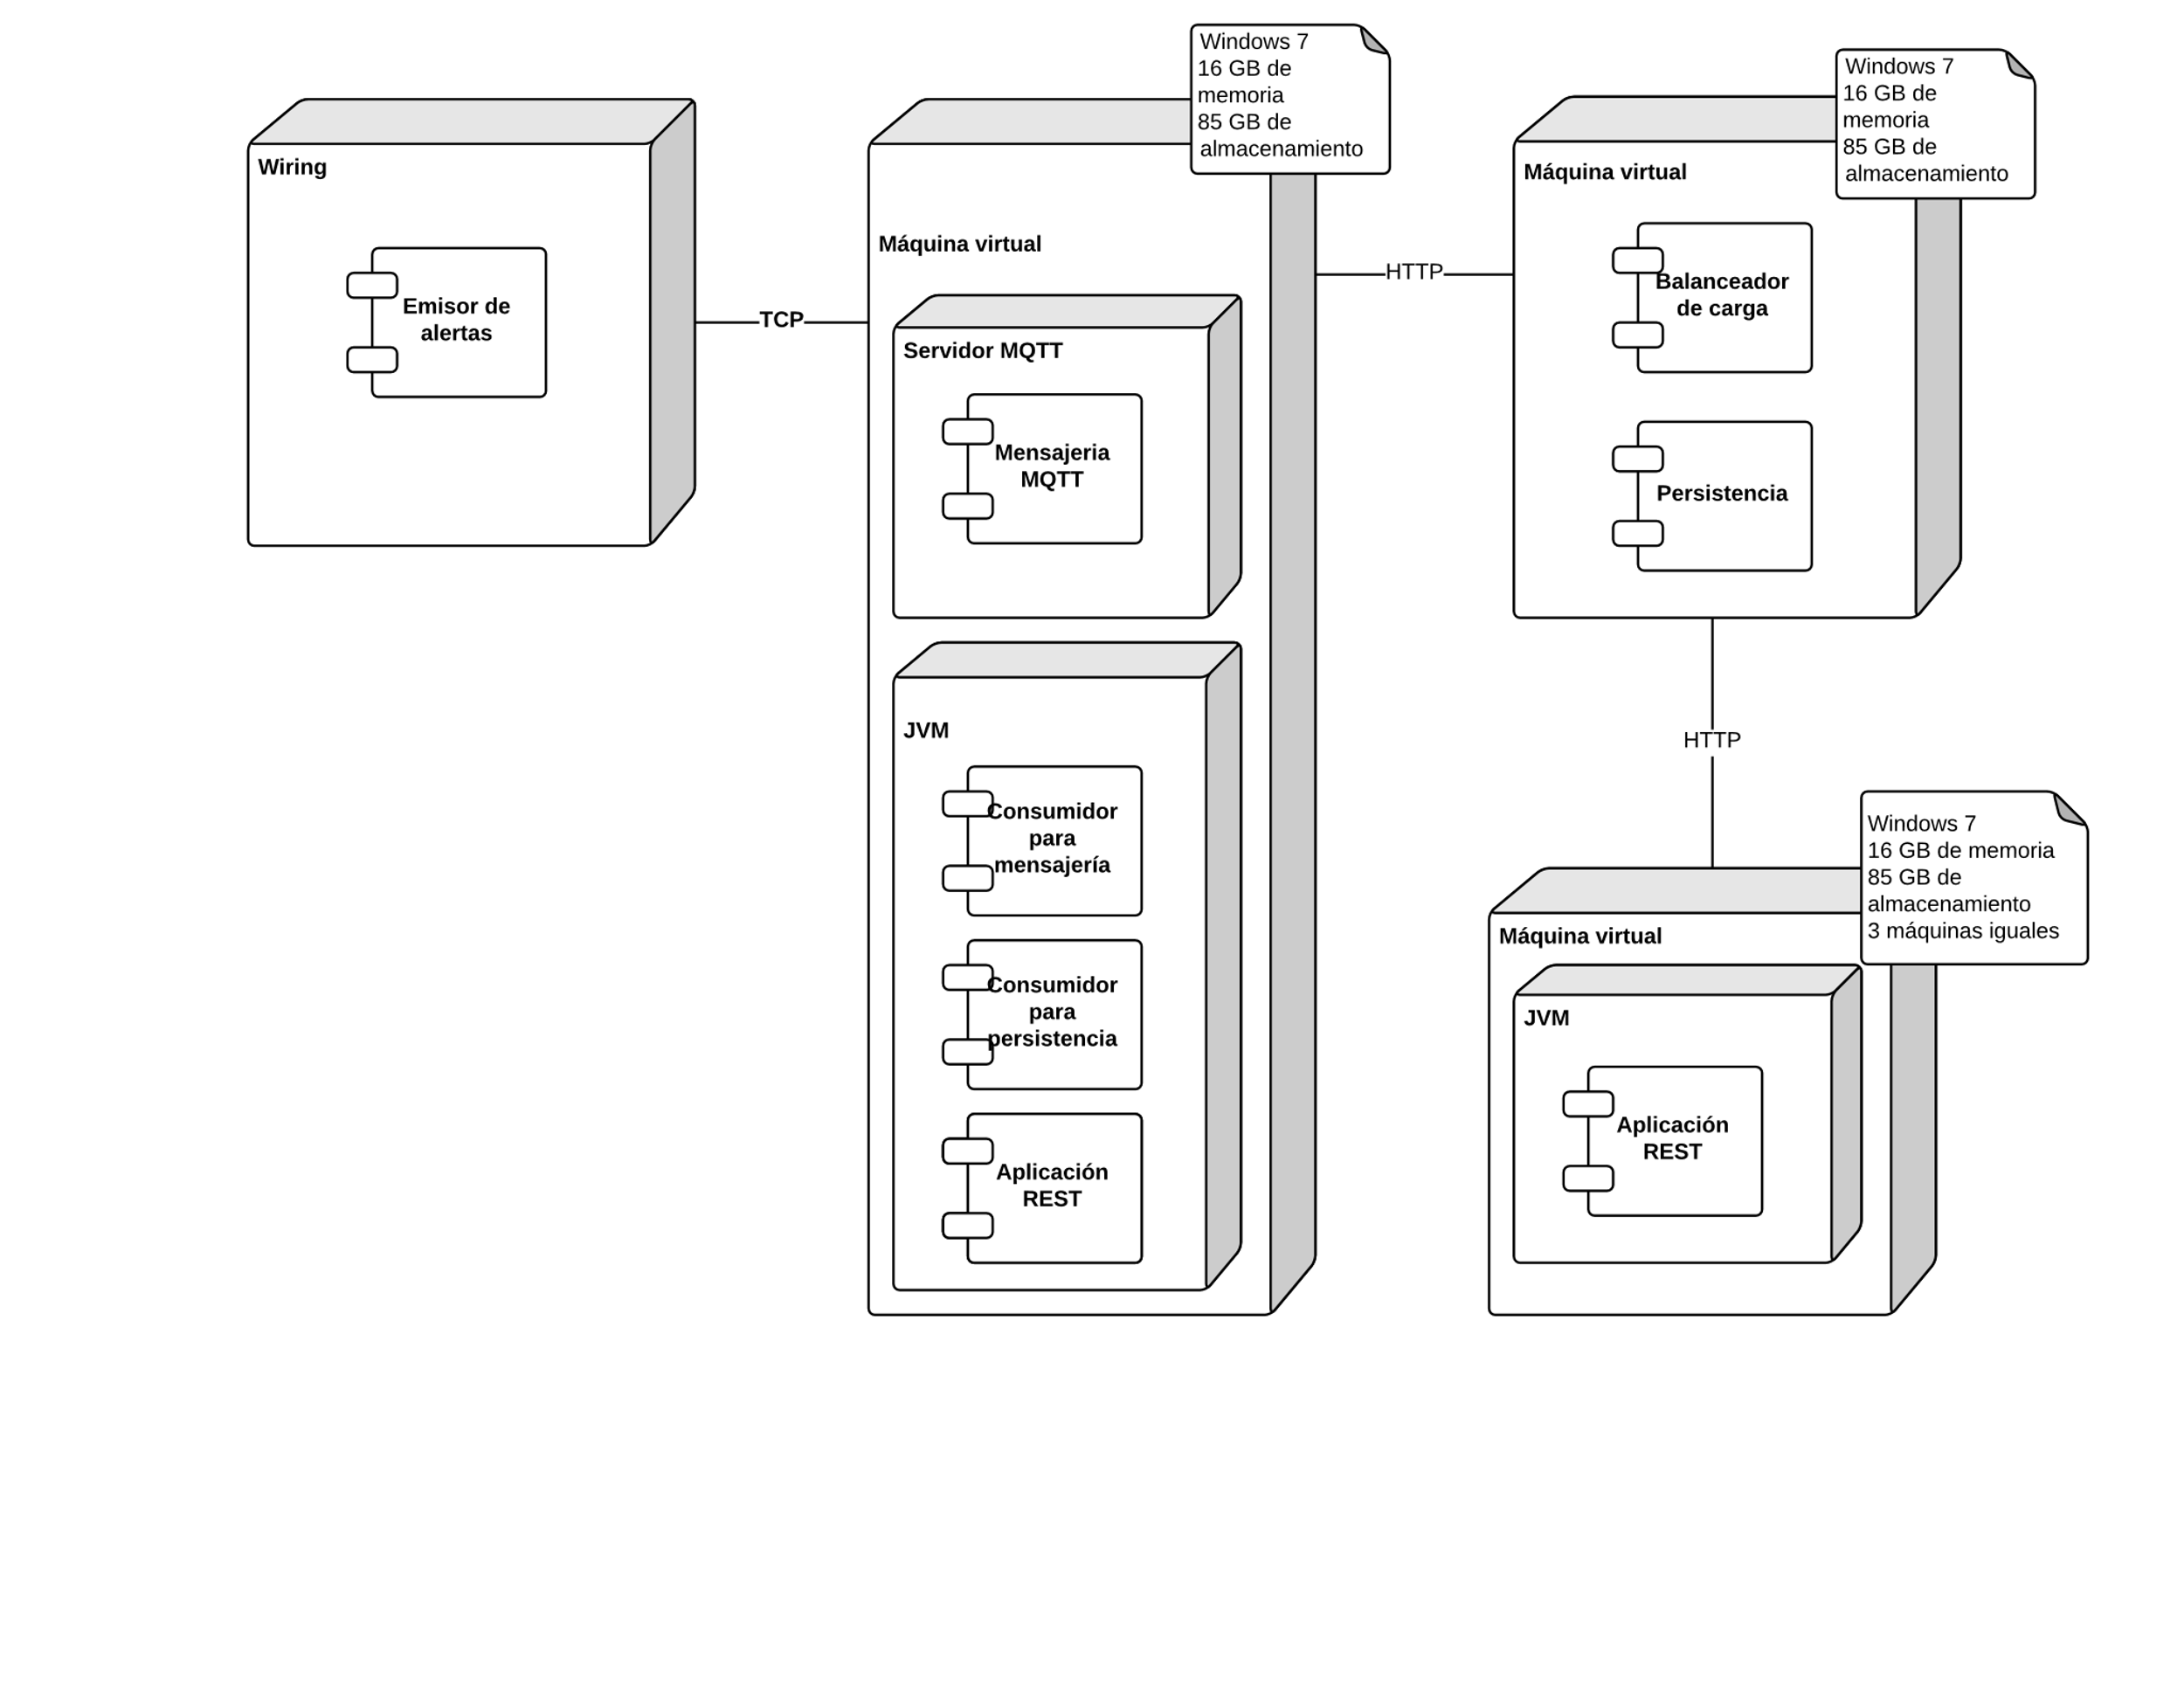 Wiring
Emisor de
alertas
TCP
Windows 7
16 GB de
memoria
85 GB de
almacenamiento
Máquina virtual
Servidor MQTT
Mensajeria
MQTT
JVM
Consumidor
para
mensajería
Consumidor
para
persistencia
Aplicación
REST
HTTP
Windows 7
16 GB de
memoria
85 GB de
almacenamiento
Máquina virtual
Balanceador
de carga
Persistencia
HTTP
Windows 7
16 GB de memoria
85 GB de
almacenamiento
3 máquinas iguales
Máquina virtual
JVM
Aplicación
REST